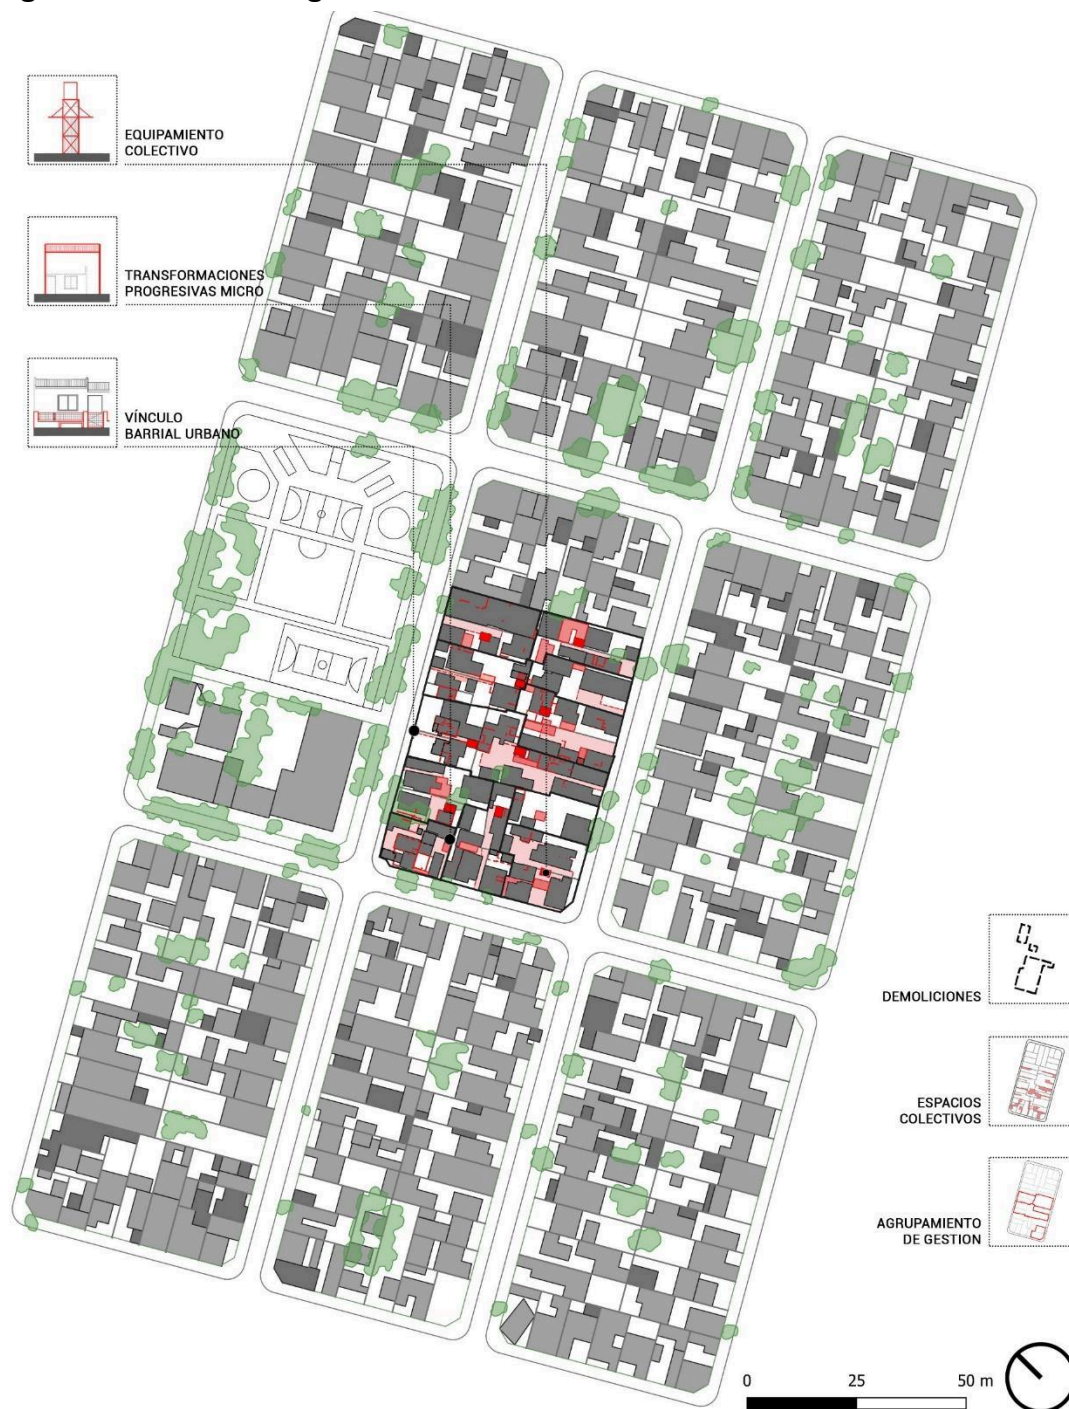 EQUIPAMIENTO
COLECTIVO
TRANSFORMACIONES
PROGRESIVAS MICRO
VÍNCULO
BARRIAL URBANO
DEMOLICIONES
ESPACIOS
COLECTIVOS
AGRUPAMIENTO
DE GESTION
0 25 50 m